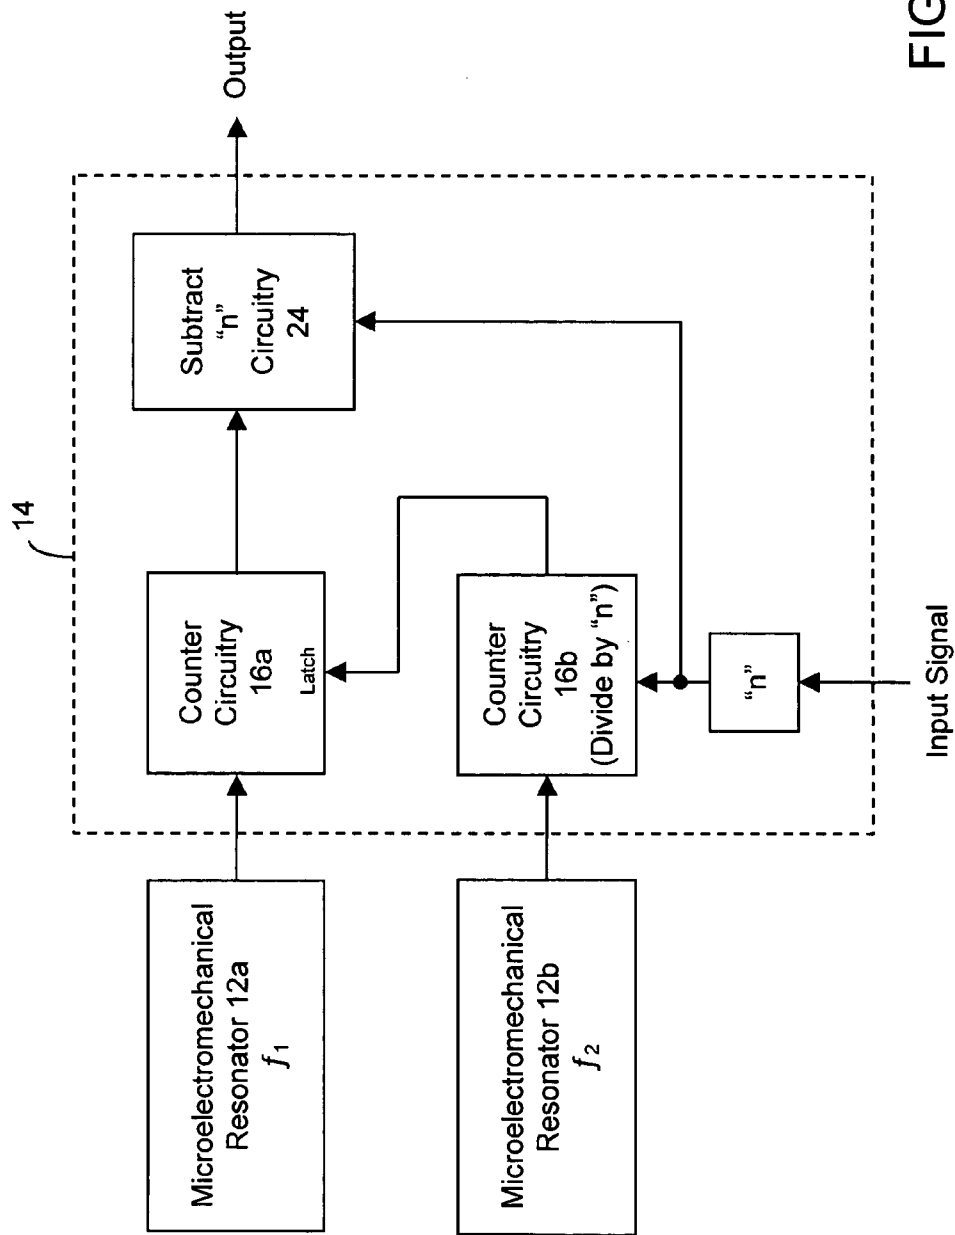 14
Microelectromechanical
Resonator 12a
f1
Counter
Circuitry
16a
Latch
Subtract
“n”
Circuitry
24
Output
Microelectromechanical
Resonator 12b
f2
Counter
Circuitry
16b
(Divide by “n”)
“n”
Input Signal
FIG